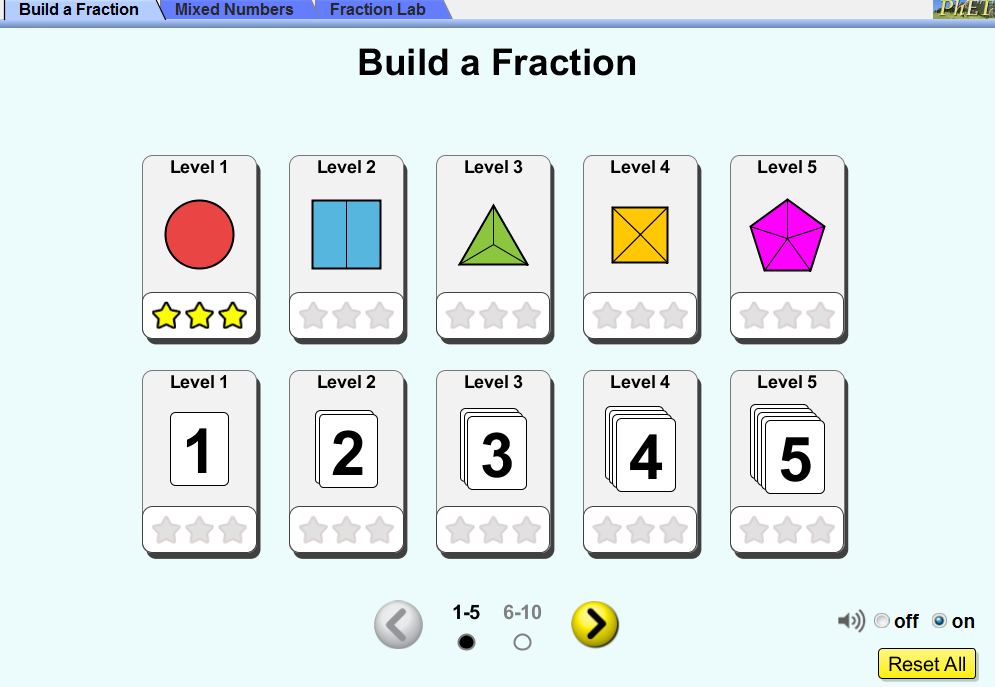 Build a Fraction Mixed Numbers Fraction Lab PhET
Build a Fraction
Level 1 Level 2 Level 3 Level 4 Level 5
Level 1 Level 2 Level 3 Level 4 Level 5
1 2 3 4 5
1-5 6-10
off on
Reset All